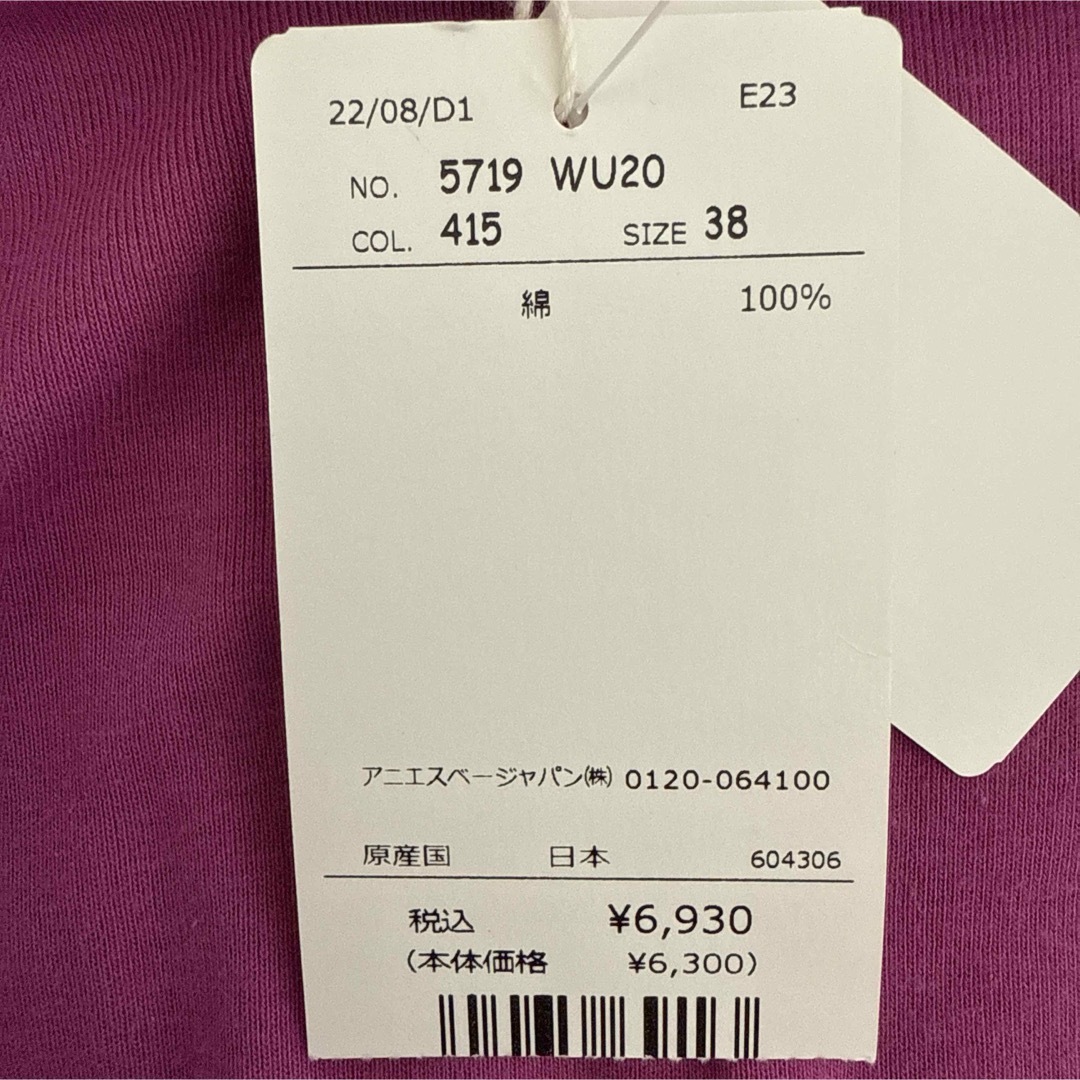 22/08/D1 E23
NO. 5719 WU20
COL. 415 SIZE 38
綿 100%
アニエスベージャパン㈱ 0120-064100
原産国 日本 604306
税込 ¥6,930
(本体価格 ¥6,300)